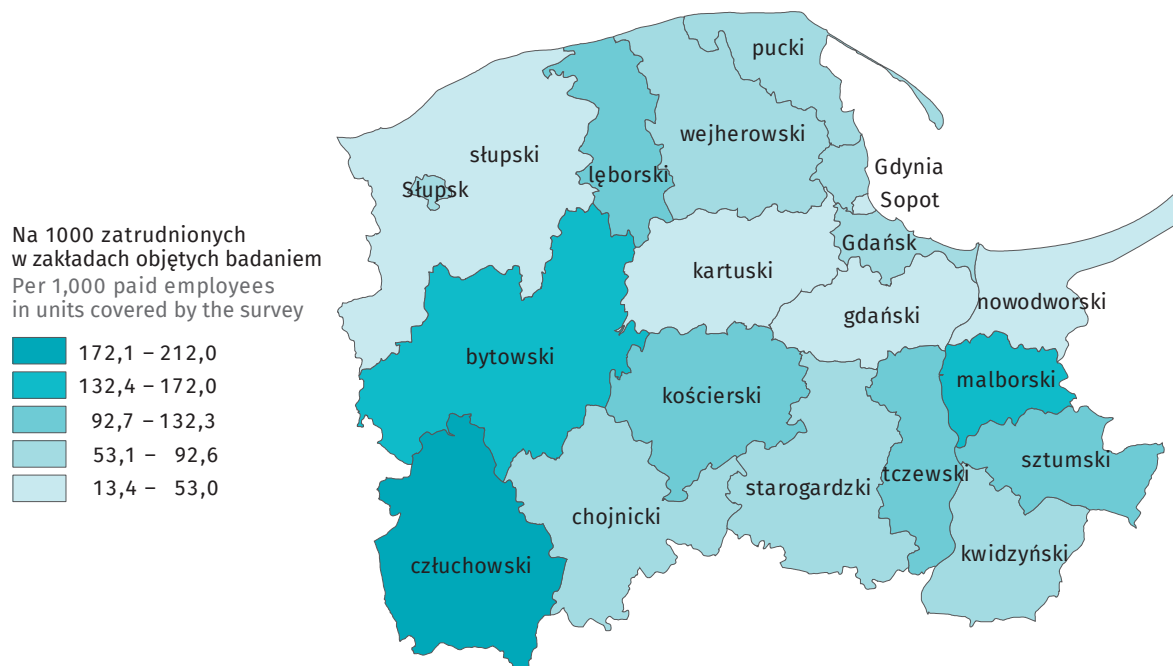 pucki
wejherowski
słupski
Słupsk
lęborski
Gdynia
Sopot
Gdańsk
kartuski
nowodworski
gdański
bytowski
malborski
kościerski
sztumski
starogardzki
tczewski
chojnicki
kwidzyński
człuchowski
Na 1000 zatrudnionych
w zakładach objętych badaniem
Per 1,000 paid employees
in units covered by the survey
172,1 – 212,0
132,4 – 172,0
92,7 – 132,3
53,1 – 92,6
13,4 – 53,0